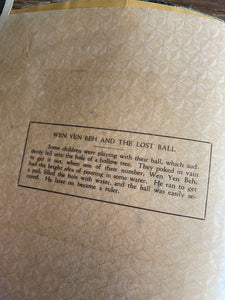 WEN YEN BEH AND THE LOST BALL
Some children were playing with their ball, which sud-
denly fell into the hole of a hollow tree. They poked in vain
to get it out, when one of their number, Wen Yen Beh,
had the bright idea of pouring in some water. He ran to get
a pail, filled the hole with water, and the ball was easily se-
cured. He later on became a ruler.